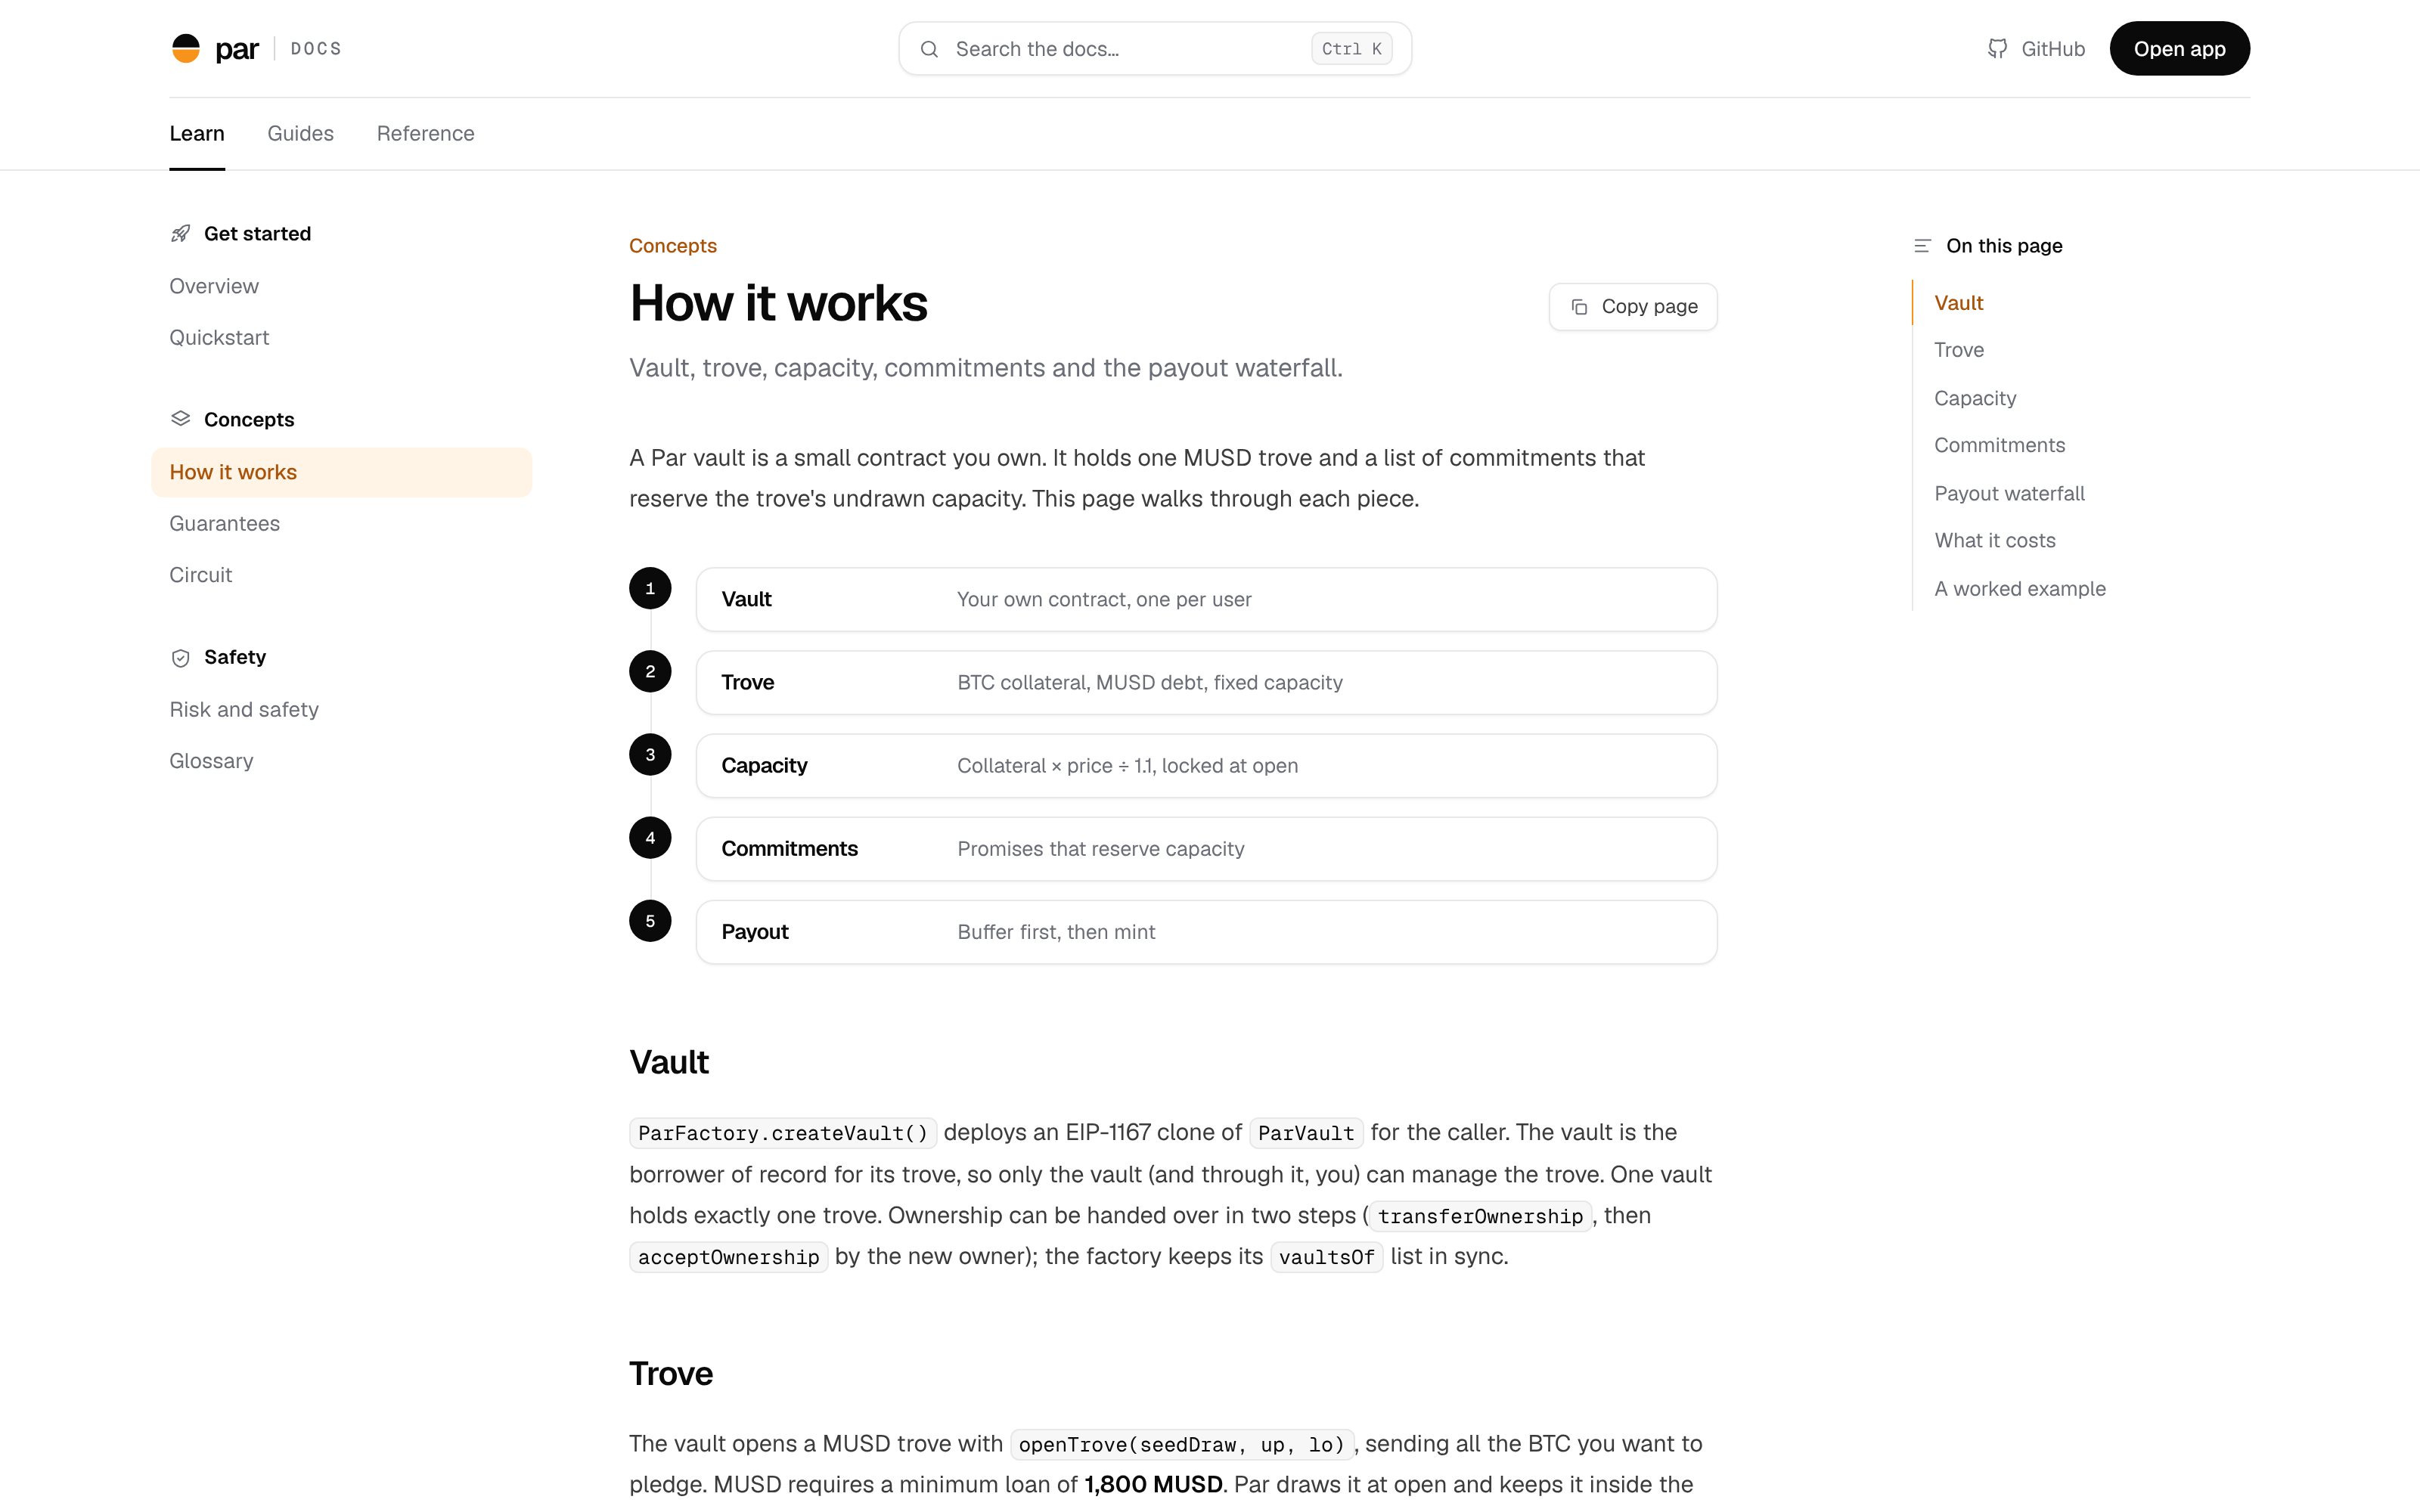 par DOCS
Search the docs... Ctrl K
GitHub
Open app
Learn Guides Reference
Get started
Overview
Quickstart
Concepts
How it works
Guarantees
Circuit
Safety
Risk and safety
Glossary
Concepts
How it works
Copy page
Vault, trove, capacity, commitments and the payout waterfall.
A Par vault is a small contract you own. It holds one MUSD trove and a list of commitments that
reserve the trove's undrawn capacity. This page walks through each piece.
1 Vault Your own contract, one per user
2 Trove BTC collateral, MUSD debt, fixed capacity
3 Capacity Collateral × price ÷ 1.1, locked at open
4 Commitments Promises that reserve capacity
5 Payout Buffer first, then mint
Vault
ParFactory.createVault() deploys an EIP-1167 clone of ParVault for the caller. The vault is the
borrower of record for its trove, so only the vault (and through it, you) can manage the trove. One vault
holds exactly one trove. Ownership can be handed over in two steps (transferOwnership, then
acceptOwnership by the new owner); the factory keeps its vaultsOf list in sync.
Trove
The vault opens a MUSD trove with openTrove(seedDraw, up, lo), sending all the BTC you want to
pledge. MUSD requires a minimum loan of 1,800 MUSD. Par draws it at open and keeps it inside the
On this page
Vault
Trove
Capacity
Commitments
Payout waterfall
What it costs
A worked example